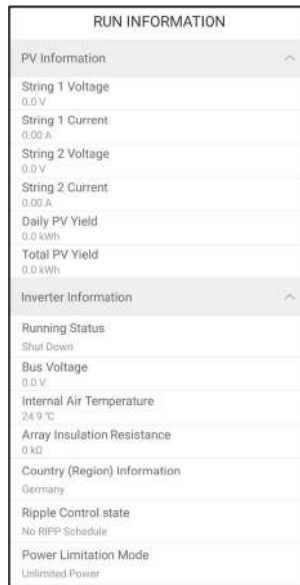 RUN INFORMATION
PV Information
String 1 Voltage
0.0 V
String 1 Current
0.00 A
String 2 Voltage
0.0 V
String 2 Current
0.00 A
Daily PV Yield
0.0 kWh
Total PV Yield
0.0 kWh
Inverter Information
Running Status
Shut Down
Bus Voltage
0.0 V
Internal Air Temperature
24.9 ℃
Array Insulation Resistance
0 kΩ
Country (Region) Information
Germany
Ripple Control state
No RIPP Schedule
Power Limitation Mode
Unlimited Power